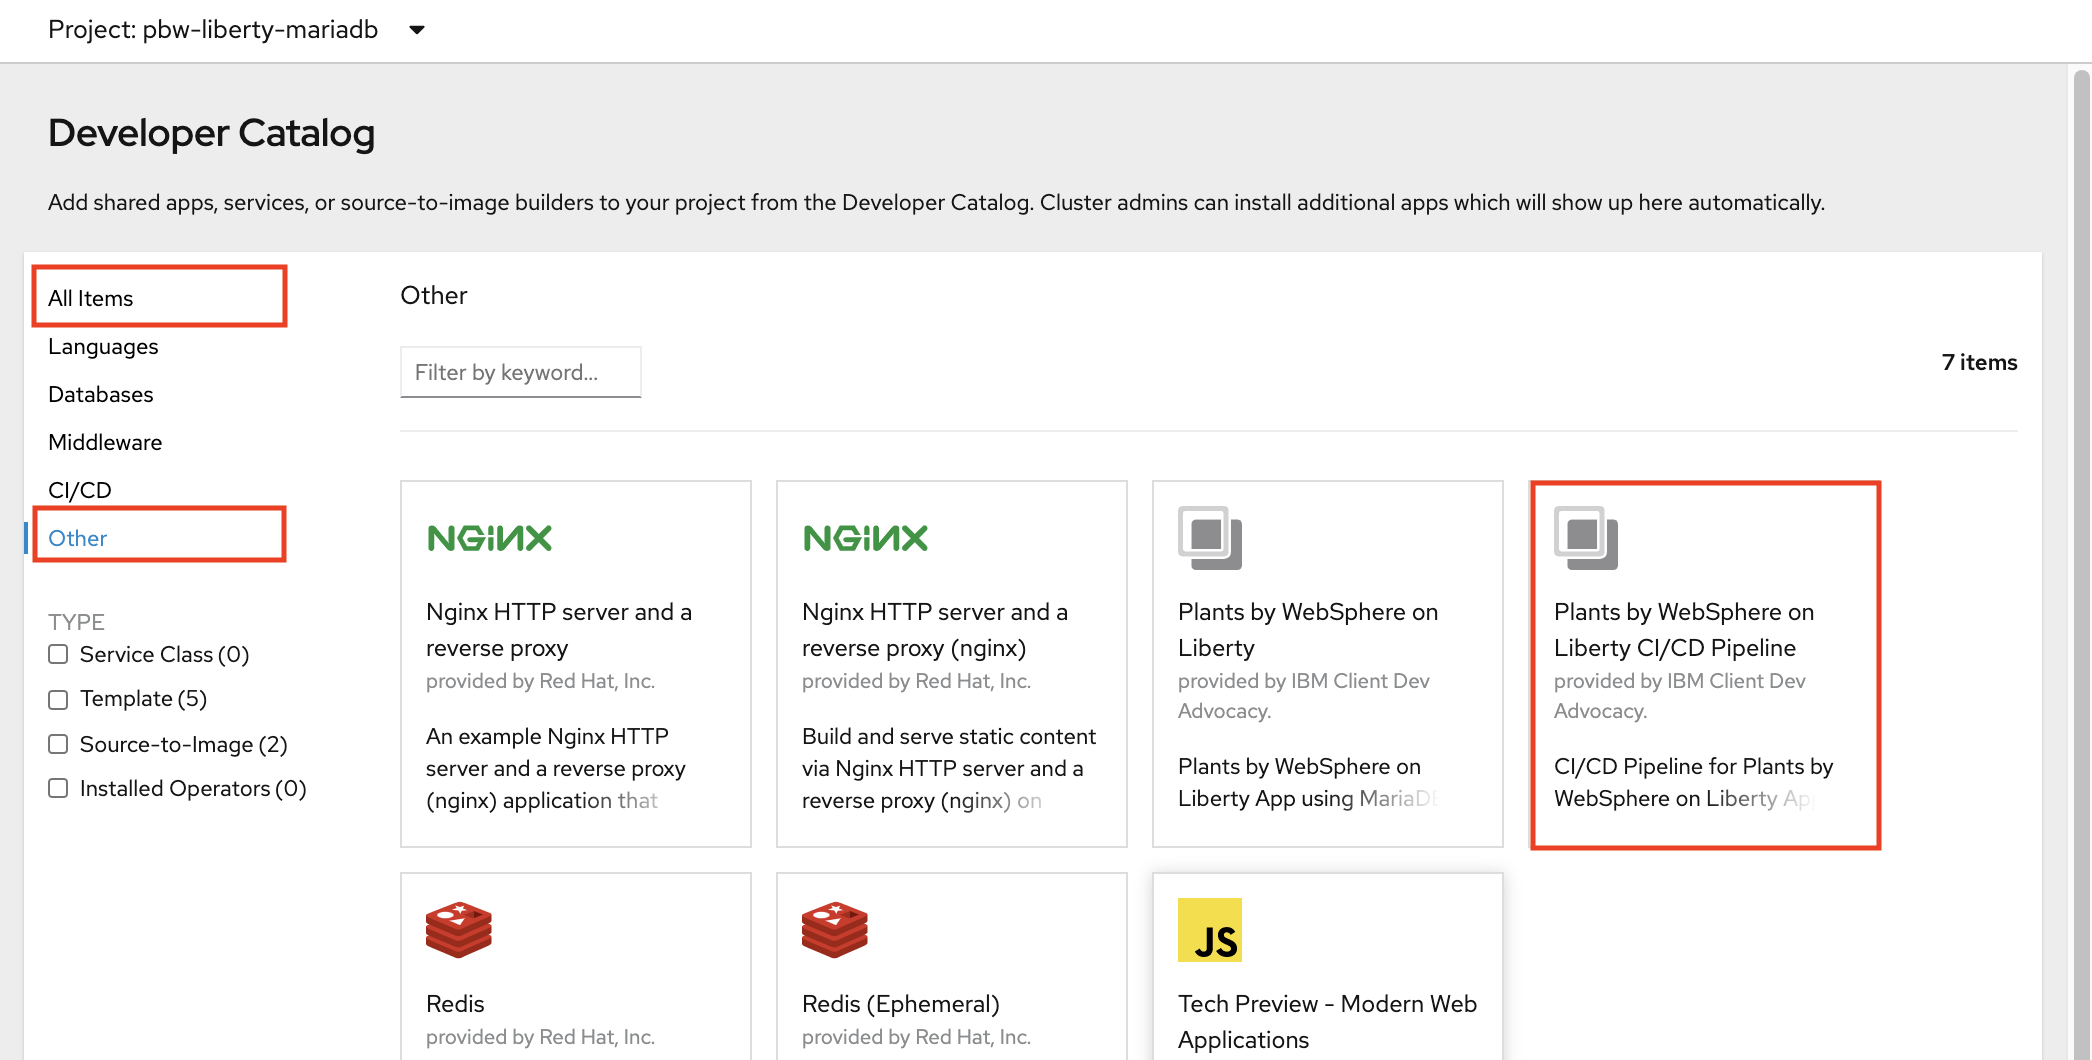 Project: pbw-liberty-mariadb
Developer Catalog
Add shared apps, services, or source-to-image builders to your project from the Developer Catalog. Cluster admins can install additional apps which will show up here automatically.
All Items
Languages
Databases
Middleware
CI/CD
Other
TYPE
Service Class (0)
Template (5)
Source-to-Image (2)
Installed Operators (0)
Other
Filter by keyword...
7 items
NGINX
Nginx HTTP server and a
reverse proxy
provided by Red Hat, Inc.
An example Nginx HTTP
server and a reverse proxy
(nginx) application that
NGINX
Nginx HTTP server and a
reverse proxy (nginx)
provided by Red Hat, Inc.
Build and serve static content
via Nginx HTTP server and a
reverse proxy (nginx) on
Plants by WebSphere on
Liberty
provided by IBM Client Dev
Advocacy.
Plants by WebSphere on
Liberty App using MariaDB
Plants by WebSphere on
Liberty CI/CD Pipeline
provided by IBM Client Dev
Advocacy.
CI/CD Pipeline for Plants by
WebSphere on Liberty App
Redis
provided by Red Hat, Inc.
Redis (Ephemeral)
provided by Red Hat, Inc.
JS
Tech Preview - Modern Web
Applications